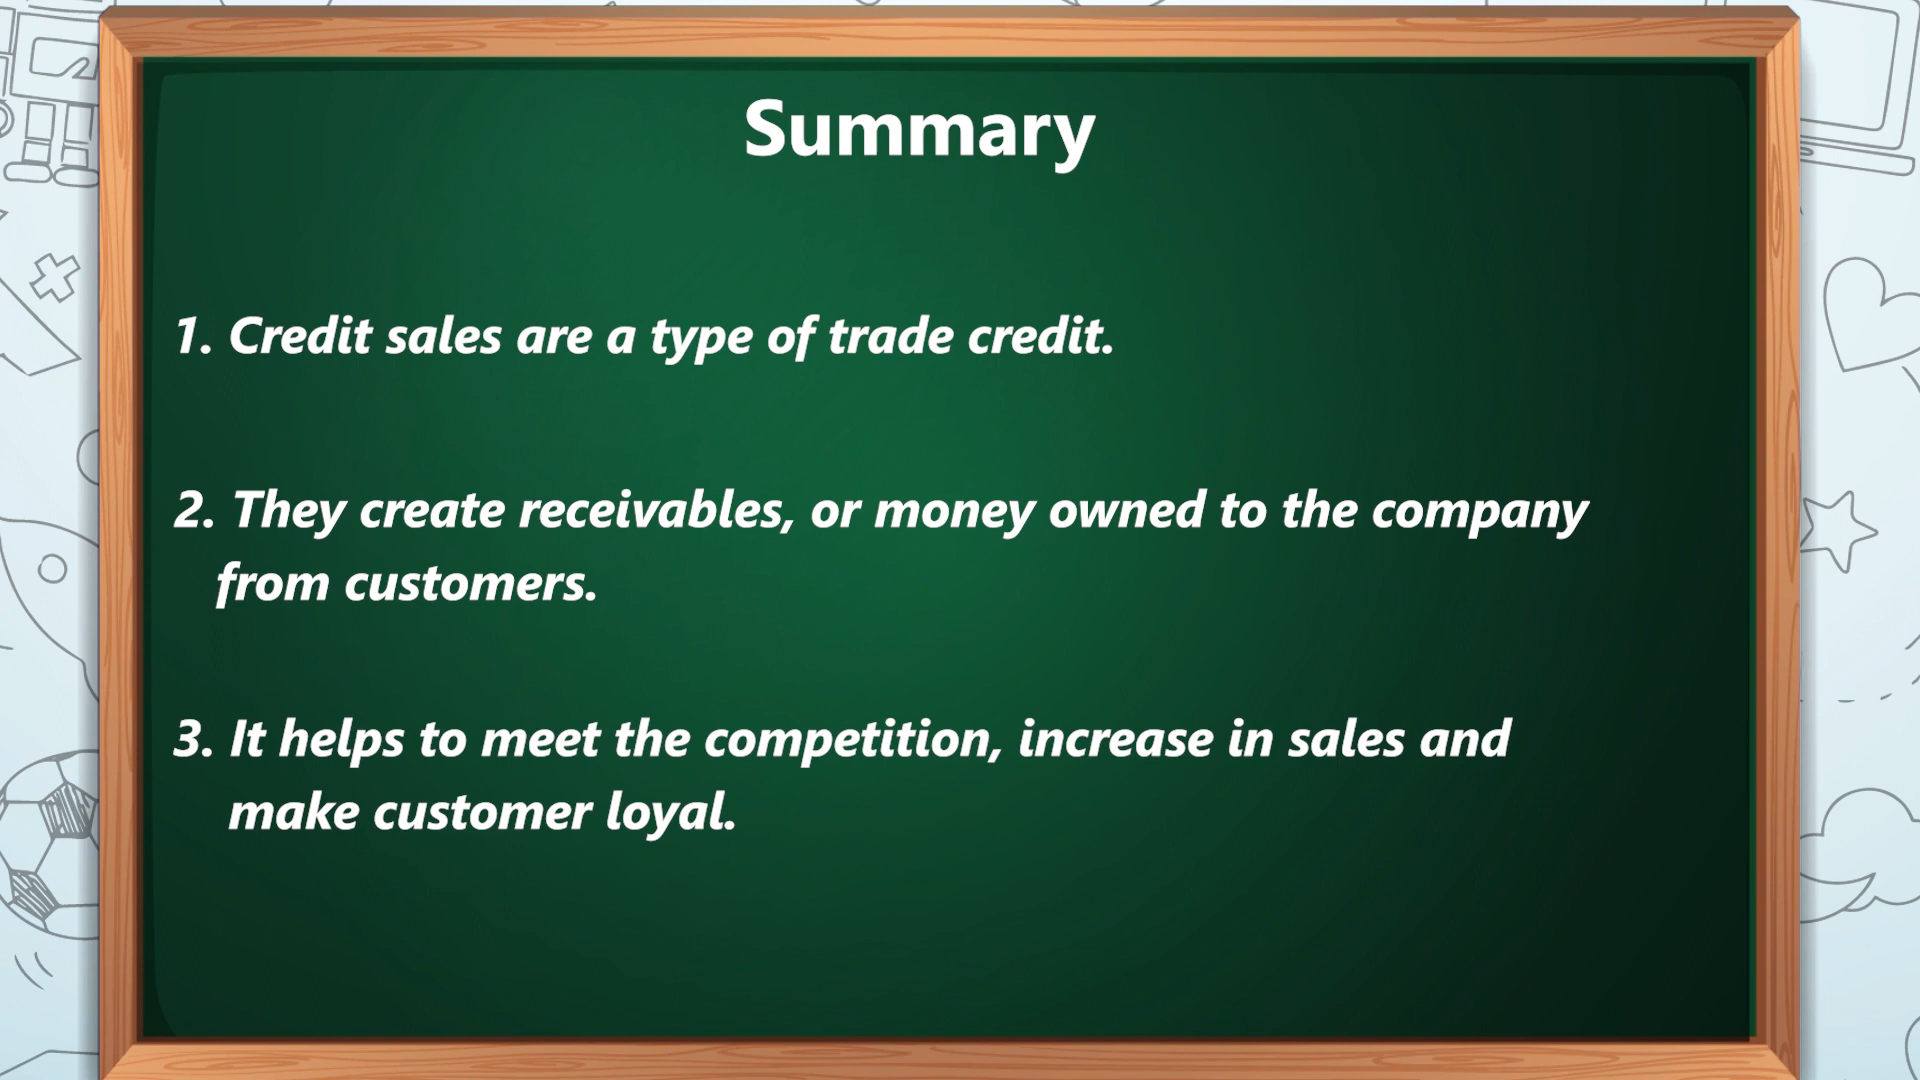 Summary
1. Credit sales are a type of trade credit.
2. They create receivables, or money owned to the company
from customers.
3. It helps to meet the competition, increase in sales and
make customer loyal.